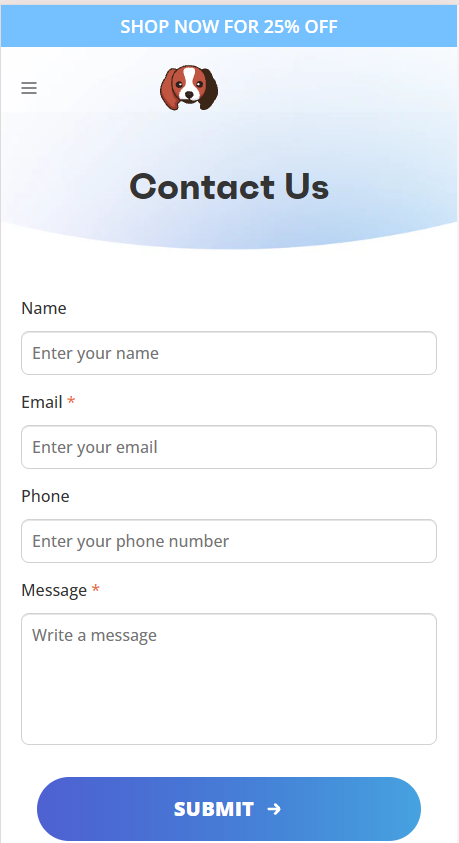 SHOP NOW FOR 25% OFF
Contact Us
Name
Enter your name
Email *
Enter your email
Phone
Enter your phone number
Message *
Write a message
SUBMIT →